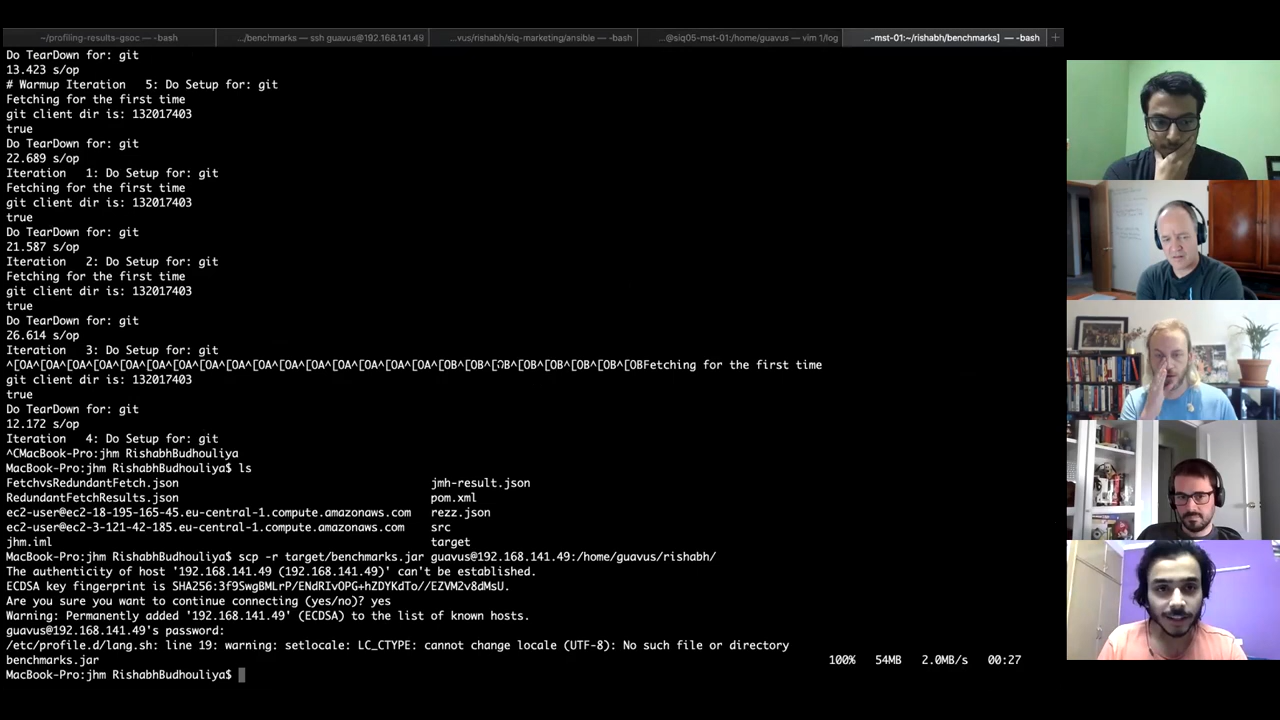 ~/profiling-results-gsoc — -bash
.../benchmarks — ssh guavus@192.168.141.49
...vus/rishabh/siq-marketing/ansible — -bash
...@siq05-mst-01:/home/guavus — vim 1/log
...-mst-01:~/rishabh/benchmarks] — -bash
+
Do TearDown for: git
13.423 s/op
# Warmup Iteration   5: Do Setup for: git
Fetching for the first time
git client dir is: 132017403
true
Do TearDown for: git
22.689 s/op
Iteration   1: Do Setup for: git
Fetching for the first time
git client dir is: 132017403
true
Do TearDown for: git
21.587 s/op
Iteration   2: Do Setup for: git
Fetching for the first time
git client dir is: 132017403
true
Do TearDown for: git
26.614 s/op
Iteration   3: Do Setup for: git
^[OA^[OA^[OA^[OA^[OA^[OA^[OA^[OA^[OA^[OA^[OA^[OA^[OA^[OA^[OA^[OA^[OB^[OB^[OB^[OB^[OB^[OB^[OB^[OBFetching for the first time
git client dir is: 132017403
true
Do TearDown for: git
12.172 s/op
Iteration   4: Do Setup for: git
^CMacBook-Pro:jhm RishabhBudhouliya
MacBook-Pro:jhm RishabhBudhouliya$ ls
FetchvsRedundantFetch.json jmh-result.json
RedundantFetchResults.json pom.xml
ec2-user@ec2-18-195-165-45.eu-central-1.compute.amazonaws.com rezz.json
ec2-user@ec2-3-121-42-185.eu-central-1.compute.amazonaws.com src
jhm.iml target
MacBook-Pro:jhm RishabhBudhouliya$ scp -r target/benchmarks.jar guavus@192.168.141.49:/home/guavus/rishabh/
The authenticity of host '192.168.141.49 (192.168.141.49)' can't be established.
ECDSA key fingerprint is SHA256:3f9SwgBMLrP/ENdRIvOPG+hZDYKdTo//EZVM2v8dMsU.
Are you sure you want to continue connecting (yes/no)? yes
Warning: Permanently added '192.168.141.49' (ECDSA) to the list of known hosts.
guavus@192.168.141.49's password:
/etc/profile.d/lang.sh: line 19: warning: setlocale: LC_CTYPE: cannot change locale (UTF-8): No such file or directory
benchmarks.jar 100% 54MB 2.0MB/s 00:27
MacBook-Pro:jhm RishabhBudhouliya$